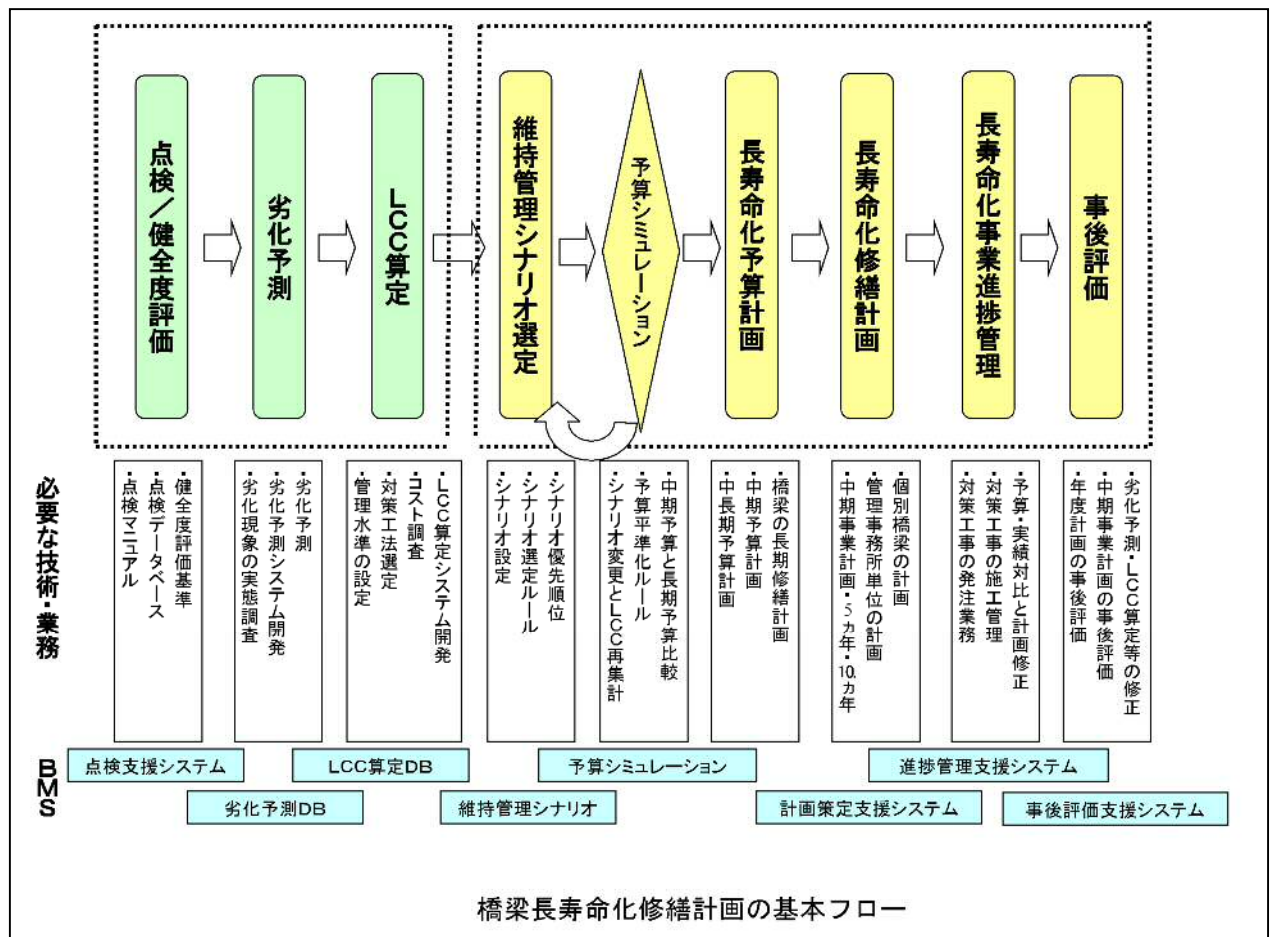 点検／健全度評価
劣化予測
LCC算定
維持管理シナリオ選定
予算シミュレーション
長寿命化予算計画
長寿命化修繕計画
長寿命化事業進捗管理
事後評価
必要な技術・業務
・健全度評価基準
・点検データベース
・点検マニュアル
・劣化予測
・劣化予測システム開発
・劣化現象の実態調査
・LCC算定システム開発
・コスト調査
・対策工法選定
・管理水準の設定
・シナリオ優先順位
・シナリオ選定ルール
・シナリオ設定
・中期予算と長期予算比較
・予算平準化ルール
・シナリオ変更とLCC再集計
・橋梁の長期修繕計画
・中期予算計画
・中長期予算計画
・個別橋梁の計画
・管理事務所単位の計画
・中期事業計画・5ヵ年・10ヵ年
・予算・実績対比と計画修正
・対策工事の施工管理
・対策工事の発注業務
・劣化予測・LCC算定等の修正
・中期事業計画の事後評価
・年度計画の事後評価
BMS
点検支援システム
LCC算定DB
予算シミュレーション
進捗管理支援システム
劣化予測DB
維持管理シナリオ
計画策定支援システム
事後評価支援システム
橋梁長寿命化修繕計画の基本フロー